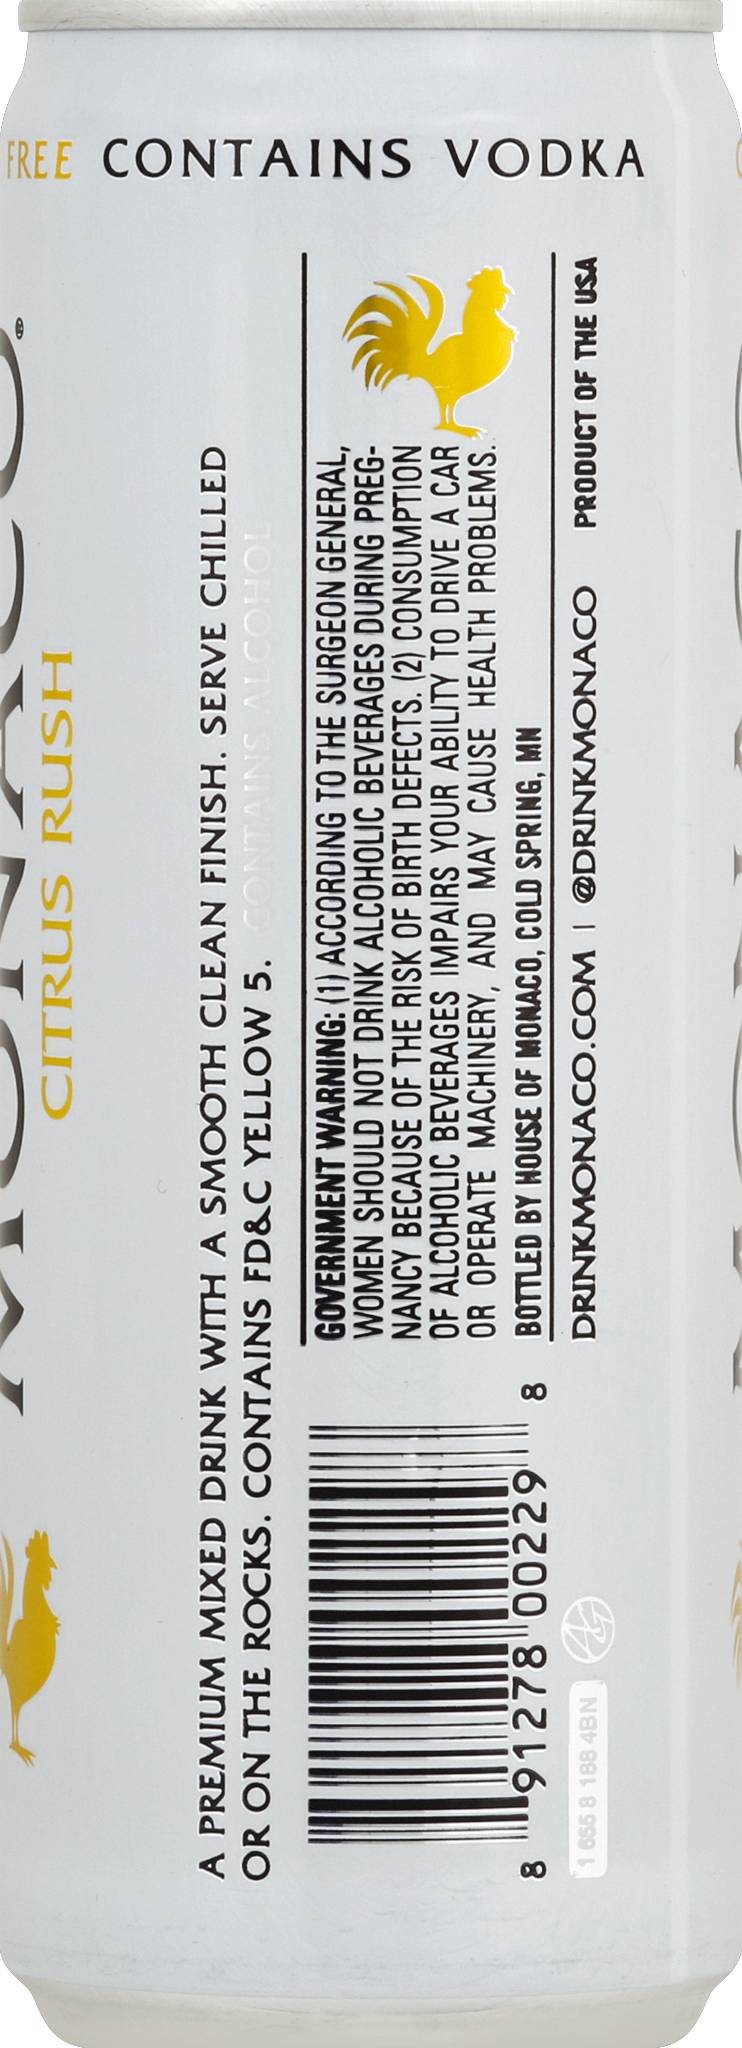 FREE CONTAINS VODKA
MONACO®
CITRUS RUSH
A PREMIUM MIXED DRINK WITH A SMOOTH CLEAN FINISH. SERVE CHILLED
OR ON THE ROCKS. CONTAINS FD&C YELLOW 5. CONTAINS ALCOHOL
GOVERNMENT WARNING: (1) ACCORDING TO THE SURGEON GENERAL,
WOMEN SHOULD NOT DRINK ALCOHOLIC BEVERAGES DURING PREG-
NANCY BECAUSE OF THE RISK OF BIRTH DEFECTS. (2) CONSUMPTION
OF ALCOHOLIC BEVERAGES IMPAIRS YOUR ABILITY TO DRIVE A CAR
OR OPERATE MACHINERY, AND MAY CAUSE HEALTH PROBLEMS.
BOTTLED BY HOUSE OF MONACO, COLD SPRING, MN
DRINKMONACO.COM | @DRINKMONACO PRODUCT OF THE USA
8 91278 00229 8
1 655 8 188 4BN